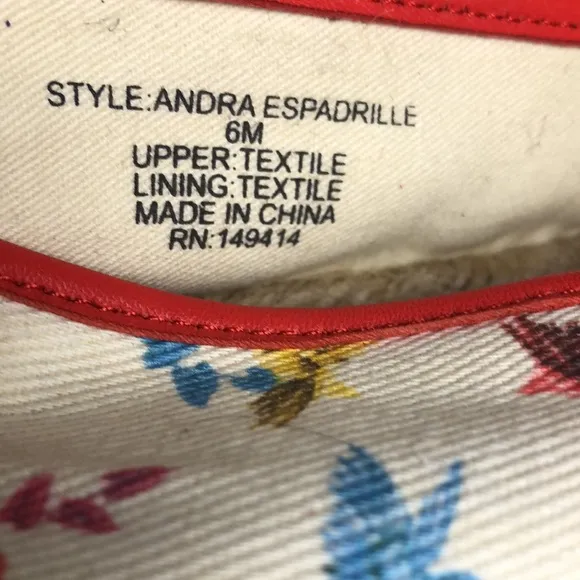 STYLE:ANDRA ESPADRILLE
6M
UPPER:TEXTILE
LINING:TEXTILE
MADE IN CHINA
RN:149414